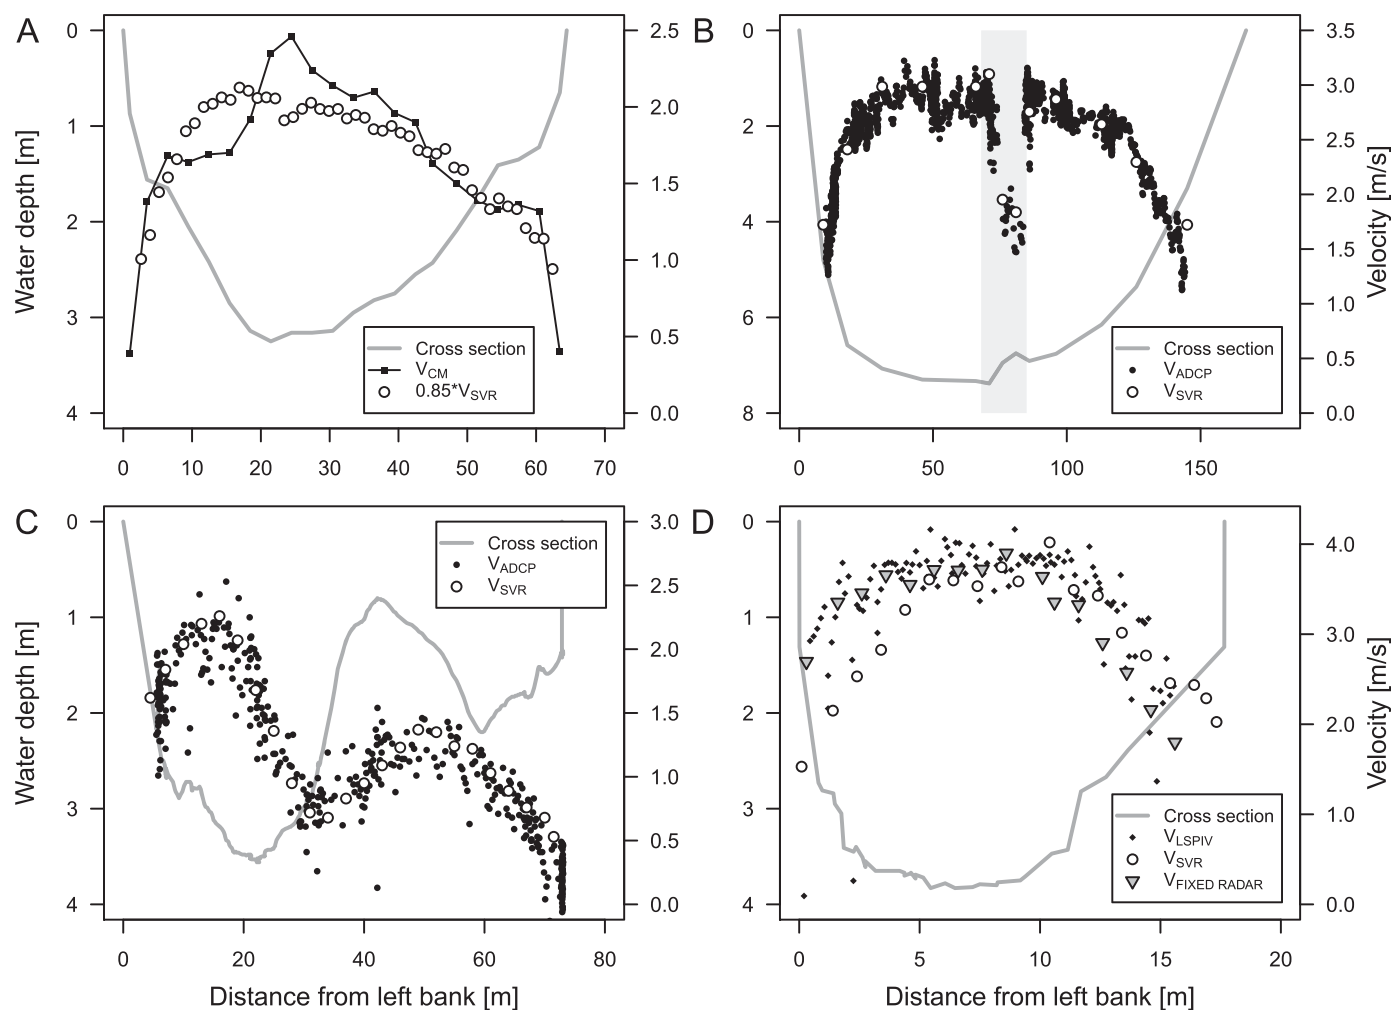 A
0
1
2
3
4
Water depth [m]
2.5
2.0
1.5
1.0
0.5
0.0
0 10 20 30 40 50 60 70
Cross section
V_CM
0.85*V_SVR
B
0
2
4
6
8
3.5
3.0
2.5
2.0
1.5
1.0
0.5
0.0
Velocity [m/s]
0 50 100 150
Cross section
V_ADCP
V_SVR
C
0
1
2
3
4
Water depth [m]
3.0
2.5
2.0
1.5
1.0
0.5
0.0
0 20 40 60 80
Distance from left bank [m]
Cross section
V_ADCP
V_SVR
D
0
1
2
3
4
4.0
3.0
2.0
1.0
0.0
Velocity [m/s]
0 5 10 15 20
Distance from left bank [m]
Cross section
V_LSPIV
V_SVR
V_FIXED RADAR